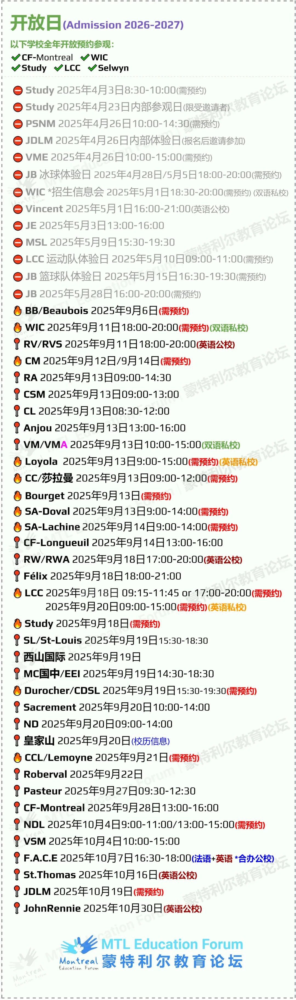 开放日(Admission 2026-2027)
以下学校全年开放预约参观：
CF-Montreal WIC
Study LCC Selwyn
Study 2025年4月3日8:30-10:00(需预约)
Study 2025年4月23日内部参观日(限受邀请者)
PSNM 2025年4月26日10:00-14:30(需预约)
JDLM 2025年4月26日内部体验日(报名后邀请参加)
VME 2025年4月26日10:00-15:00(需预约)
JB 冰球体验日 2025年4月28日/5月5日18:00-20:00(需预约)
WIC *招生信息会 2025年5月1日18:30-20:00(需预约) (双语私校)
Vincent 2025年5月1日16:00-21:00(英语公校)
JE 2025年5月3日13:00-16:00
MSL 2025年5月9日15:30-19:30
LCC 运动队体验日 2025年5月10日09:00-11:00(需预约)
JB 篮球队体验日 2025年5月15日16:30-19:30(需预约)
JB 2025年5月28日16:00-20:00(需预约)
BB/Beaubois 2025年9月6日(需预约)
WIC 2025年9月11日18:00-20:00(需预约)(双语私校)
RV/RVS 2025年9月11日18:00-20:00(英语公校)
CM 2025年9月12日/9月14日(需预约)
RA 2025年9月13日09:00-14:30
CSM 2025年9月13日09:00-13:00
CL 2025年9月13日08:30-12:00
Anjou 2025年9月13日13:00-16:00
VM/VMA 2025年9月13日10:00-15:00(双语私校)
Loyola 2025年9月13日9:00-15:00(需预约)(英语私校)
CC/莎拉曼 2025年9月13日09:00-12:00(需预约)
Bourget 2025年9月13日(需预约)
SA-Doval 2025年9月13日9:00-14:00(需预约)
SA-Lachine 2025年9月14日9:00-14:00(需预约)
CF-Longueuil 2025年9月14日13:00-16:00
RW/RWA 2025年9月18日17:00-20:00(英语公校)
Félix 2025年9月18日18:00-21:00
LCC 2025年9月18日 09:15-11:45 or 17:00-20:00(需预约)
2025年9月20日09:00-15:00(需预约)(英语私校)
Study 2025年9月18日(需预约)
SL/St-Louis 2025年9月19日15:30-18:30
西山国际 2025年9月19日
MC国中/EEI 2025年9月19日14:30-18:30
Durocher/CDSL 2025年9月19日15:30-19:30(需预约)
Sacrement 2025年9月20日10:00-14:00
ND 2025年9月20日09:00-14:00
皇家山 2025年9月20日(校历信息)
CCL/Lemoyne 2025年9月21日(需预约)
Roberval 2025年9月22日
Pasteur 2025年9月27日09:30-12:30
CF-Montreal 2025年9月28日13:00-16:00
NDL 2025年10月4日9:00-11:00/13:00-15:00(需预约)
VSM 2025年10月4日10:00-15:00
F.A.C.E 2025年10月7日16:30-18:00(法语+英语 *合办公校)
St.Thomas 2025年10月16日(英语公校)
JDLM 2025年10月19日(需预约)
JohnRennie 2025年10月30日(英语公校)
MTL Education Forum
Montreal
Education Forum
蒙特利尔教育论坛